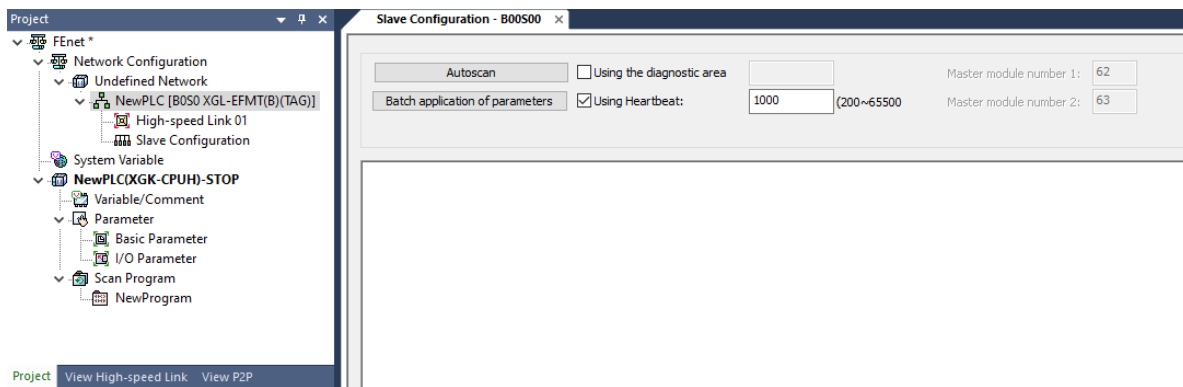 Project
FEnet *
Network Configuration
Undefined Network
NewPLC [B0S0 XGL-EFMT(B)(TAG)]
High-speed Link 01
Slave Configuration
System Variable
NewPLC(XGK-CPUH)-STOP
Variable/Comment
Parameter
Basic Parameter
I/O Parameter
Scan Program
NewProgram
Project View High-speed Link View P2P
Slave Configuration - B00S00
Autoscan Using the diagnostic area Master module number 1: 62
Batch application of parameters Using Heartbeat: 1000 (200~65500 Master module number 2: 63